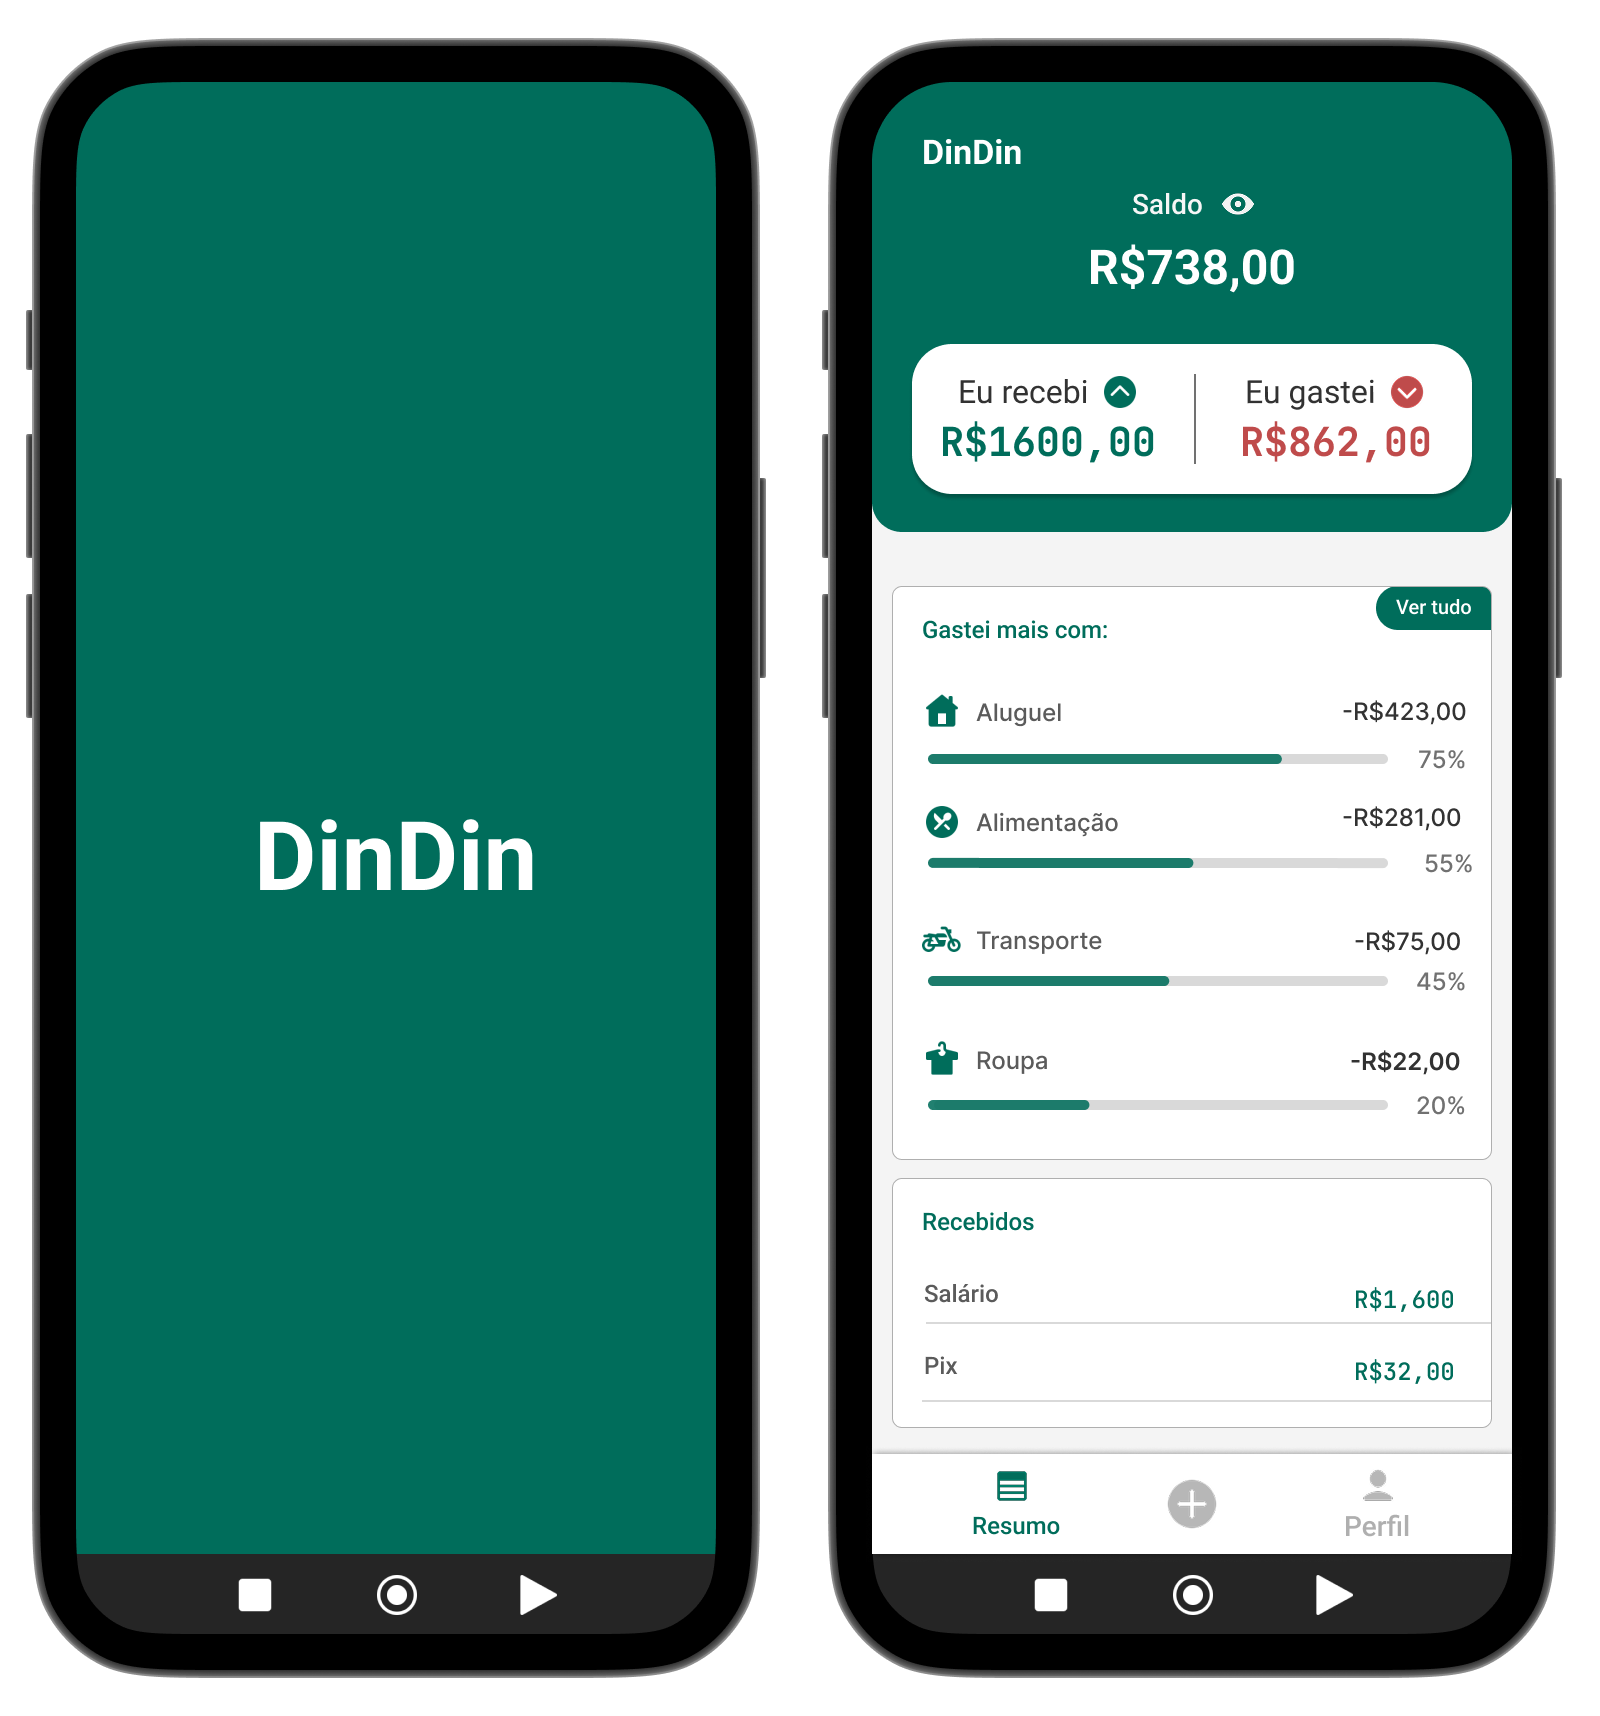 DinDin
DinDin
Saldo
R$738,00
Eu recebi
R$1600,00
Eu gastei
R$862,00
Ver tudo
Gastei mais com:
Aluguel -R$423,00
75%
Alimentação -R$281,00
55%
Transporte -R$75,00
45%
Roupa -R$22,00
20%
Recebidos
Salário R$1,600
Pix R$32,00
Resumo
Perfil